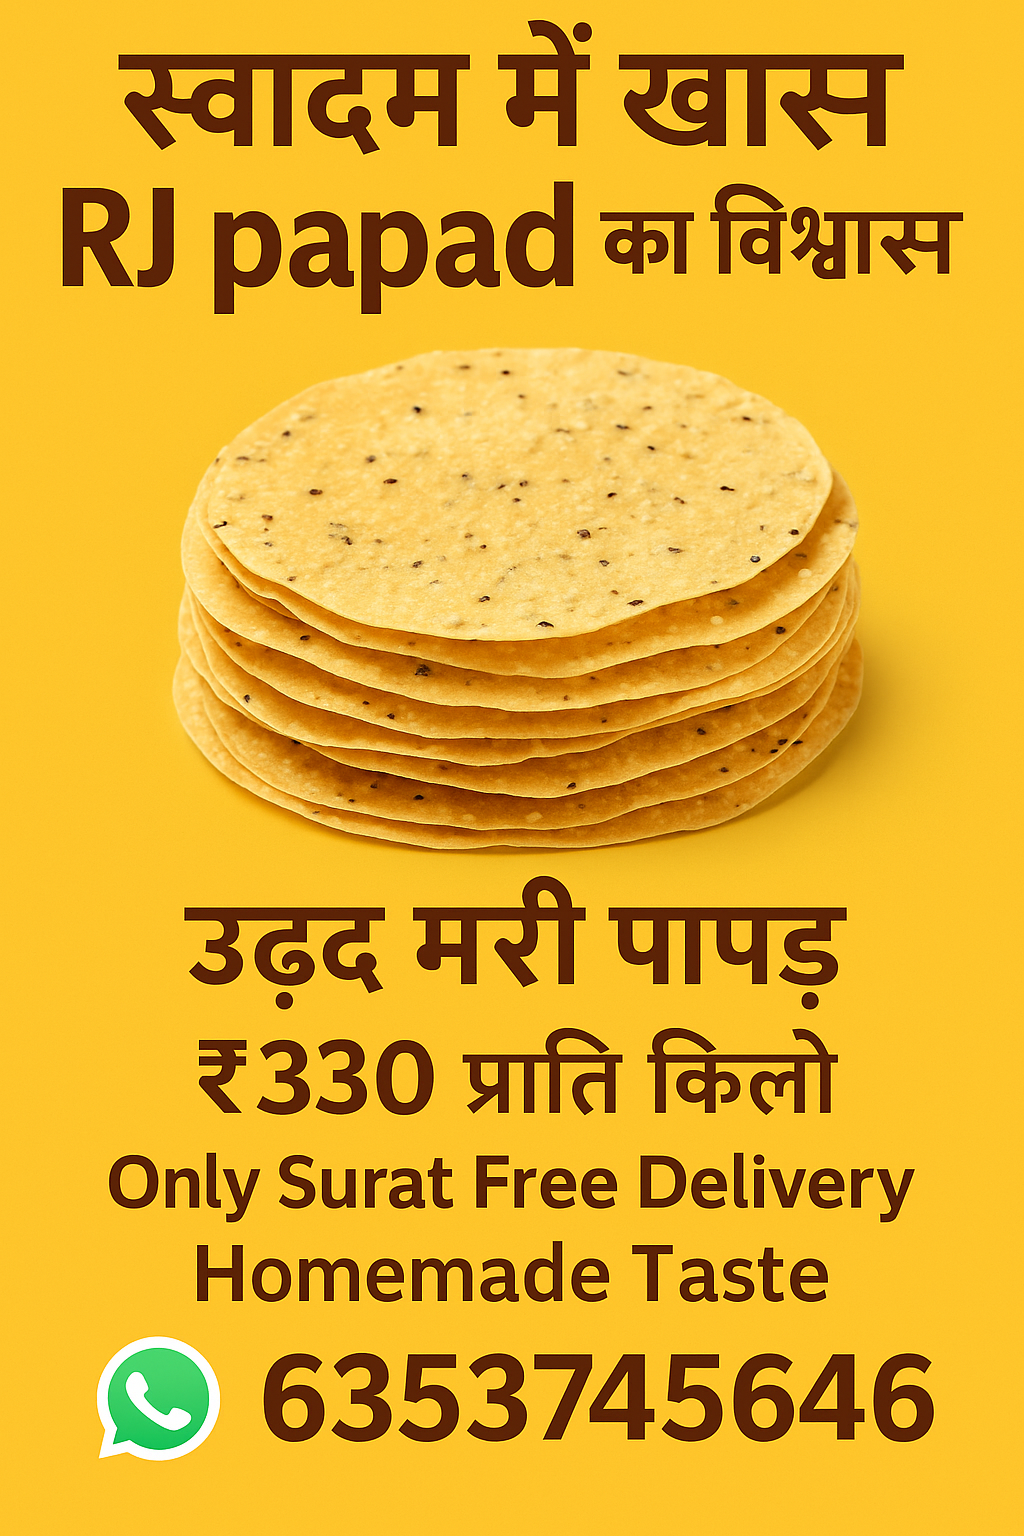 स्वादम में खास
RJ papad का विश्वास
उढ़द मरी पापड़
₹330 प्राति किलो
Only Surat Free Delivery
Homemade Taste
6353745646